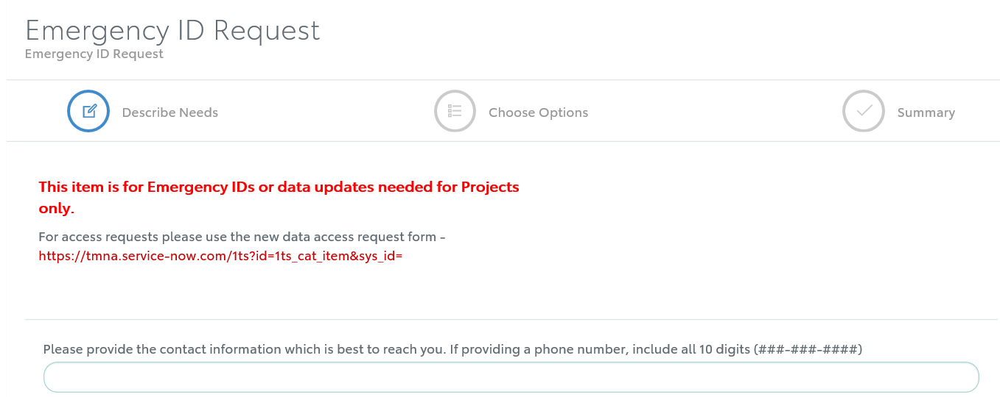 Emergency ID Request
Emergency ID Request
Describe Needs
Choose Options
Summary
This item is for Emergency IDs or data updates needed for Projects
only.
For access requests please use the new data access request form -
https://tmna.service-now.com/1ts?id=1ts_cat_item&sys_id=
Please provide the contact information which is best to reach you. If providing a phone number, include all 10 digits (###-###-####)